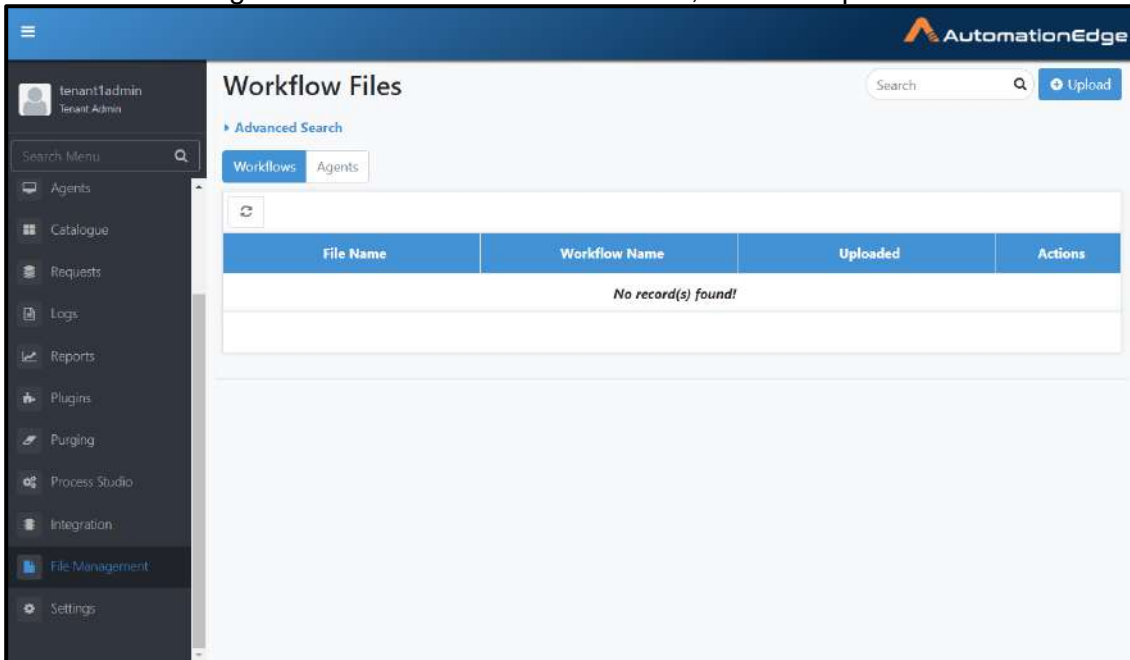 AutomationEdge
tenant1admin
Tenant Admin
Search Menu
Agents
Catalogue
Requests
Logs
Reports
Plugins
Purging
Process Studio
Integration
File Management
Settings
Workflow Files
Search
Upload
Advanced Search
Workflows Agents
File Name Workflow Name Uploaded Actions
No record(s) found!